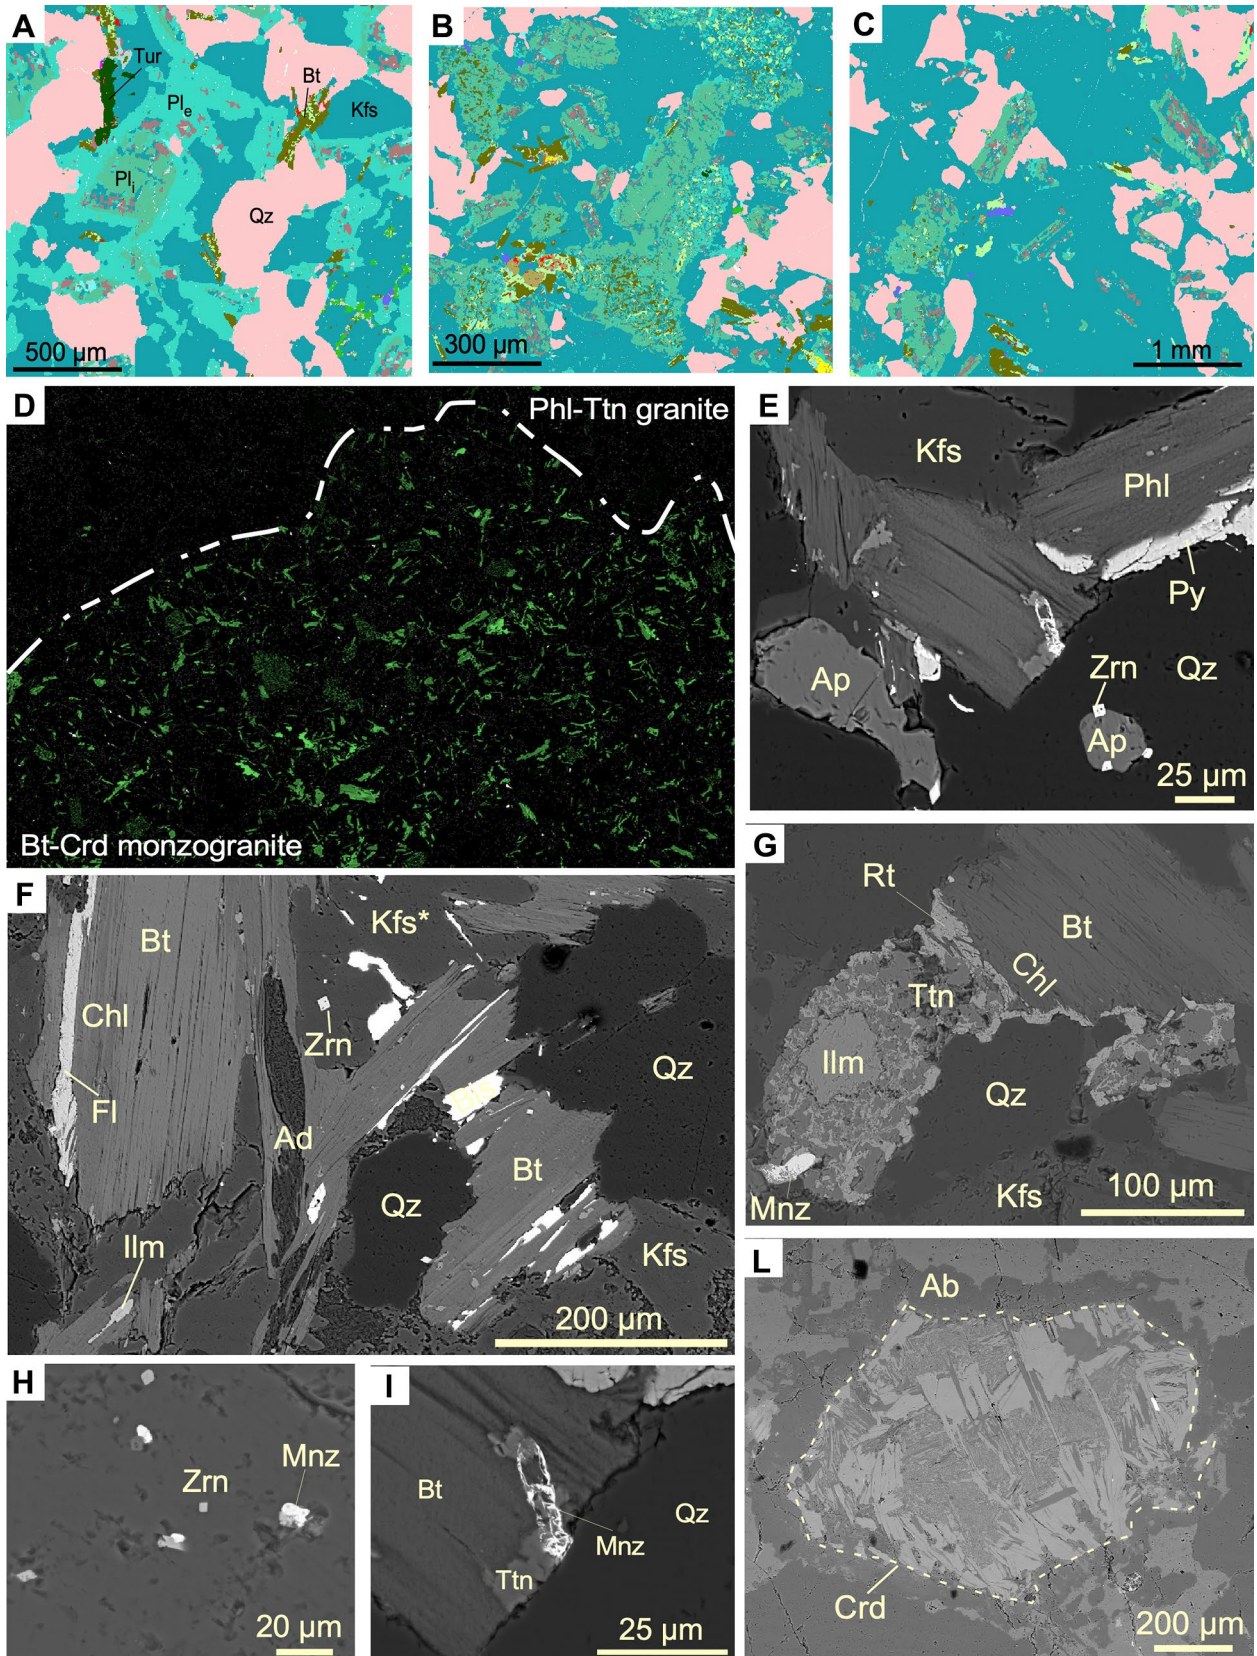 A
Tur
Pl_e
Bt
Kfs
Pl_i
Qz
500 µm
B
300 µm
C
1 mm
D
Phl-Ttn granite
Bt-Crd monzogranite
E
Kfs
Phl
Py
Ap
Zrn
Qz
Ap
25 µm
F
Bt
Kfs*
Chl
Zrn
Fl
Bis
Qz
Ad
Bt
Qz
Ilm
Kfs
200 µm
G
Rt
Bt
Chl
Ttn
Ilm
Qz
Mnz
Kfs
100 µm
H
Mnz
Zrn
20 µm
I
Bt
Qz
Mnz
Ttn
25 µm
L
Ab
Crd
200 µm